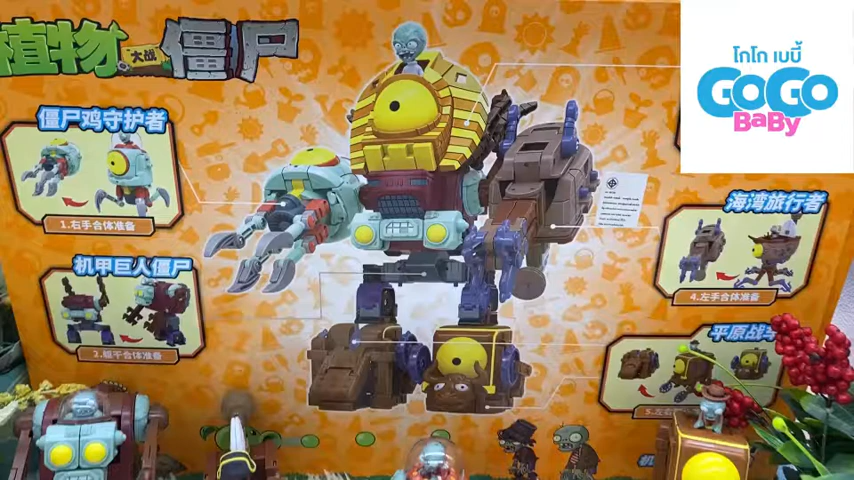 植物大战僵尸
โกโก เบบี้
GOGO
BaBy
僵尸鸡守护者
1.右手合体准备
海湾旅行者
4.左手合体准备
机甲巨人僵尸
2.躯干合体准备
平原战车